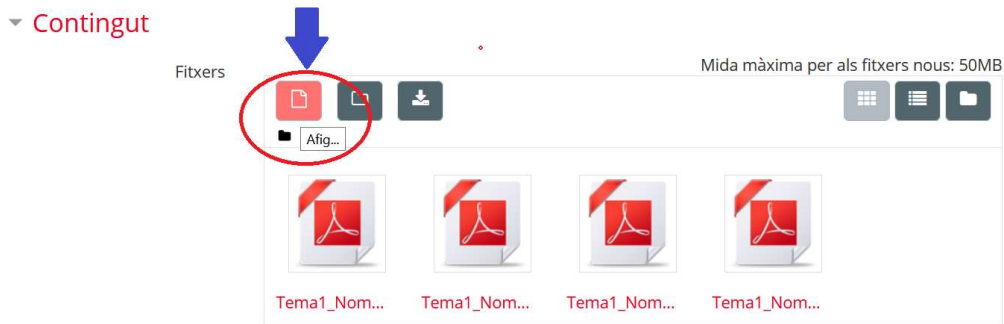 Contingut
Fitxers
Mida màxima per als fitxers nous: 50MB
Afig...
Tema1_Nom... Tema1_Nom... Tema1_Nom... Tema1_Nom...